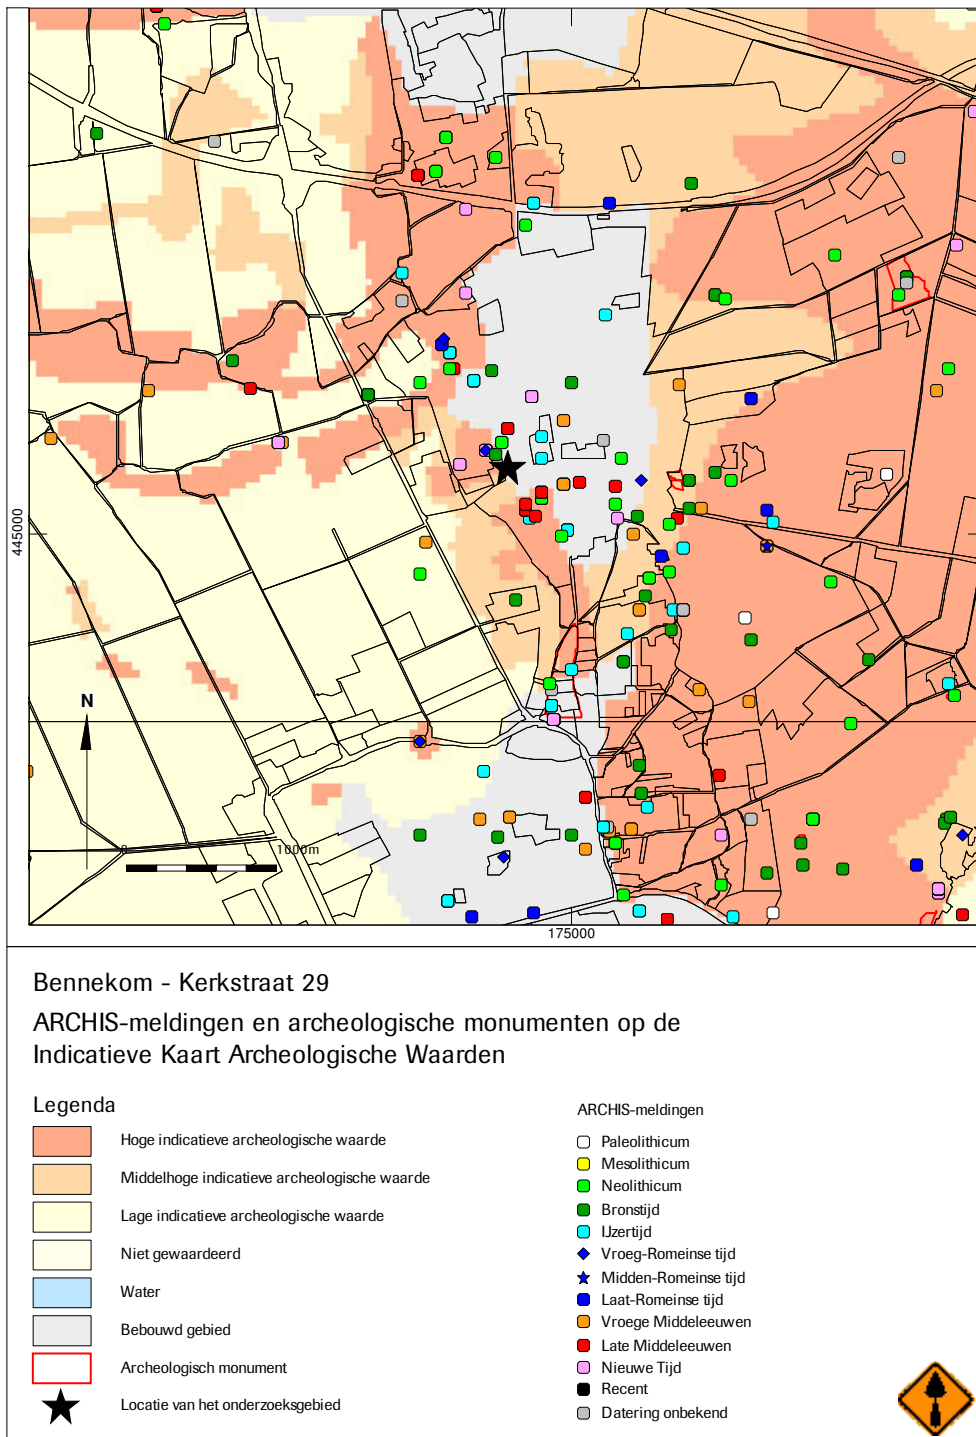 445000
N
0
1000m
175000
Bennekom - Kerkstraat 29
ARCHIS-meldingen en archeologische monumenten op de
Indicatieve Kaart Archeologische Waarden
Legenda
Hoge indicatieve archeologische waarde
Middelhoge indicatieve archeologische waarde
Lage indicatieve archeologische waarde
Niet gewaardeerd
Water
Bebouwd gebied
Archeologisch monument
Locatie van het onderzoeksgebied
ARCHIS-meldingen
Paleolithicum
Mesolithicum
Neolithicum
Bronstijd
IJzertijd
Vroeg-Romeinse tijd
Midden-Romeinse tijd
Laat-Romeinse tijd
Vroege Middeleeuwen
Late Middeleeuwen
Nieuwe Tijd
Recent
Datering onbekend